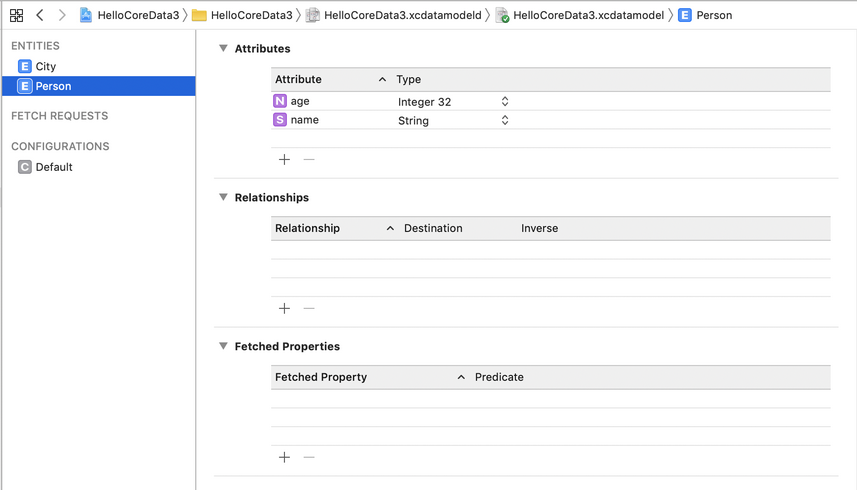 HelloCoreData3 HelloCoreData3 HelloCoreData3.xcdatamodeld HelloCoreData3.xcdatamodel E Person
ENTITIES
E City
E Person
FETCH REQUESTS
CONFIGURATIONS
C Default
Attributes
Attribute Type
N age Integer 32
S name String
Relationships
Relationship Destination Inverse
Fetched Properties
Fetched Property Predicate